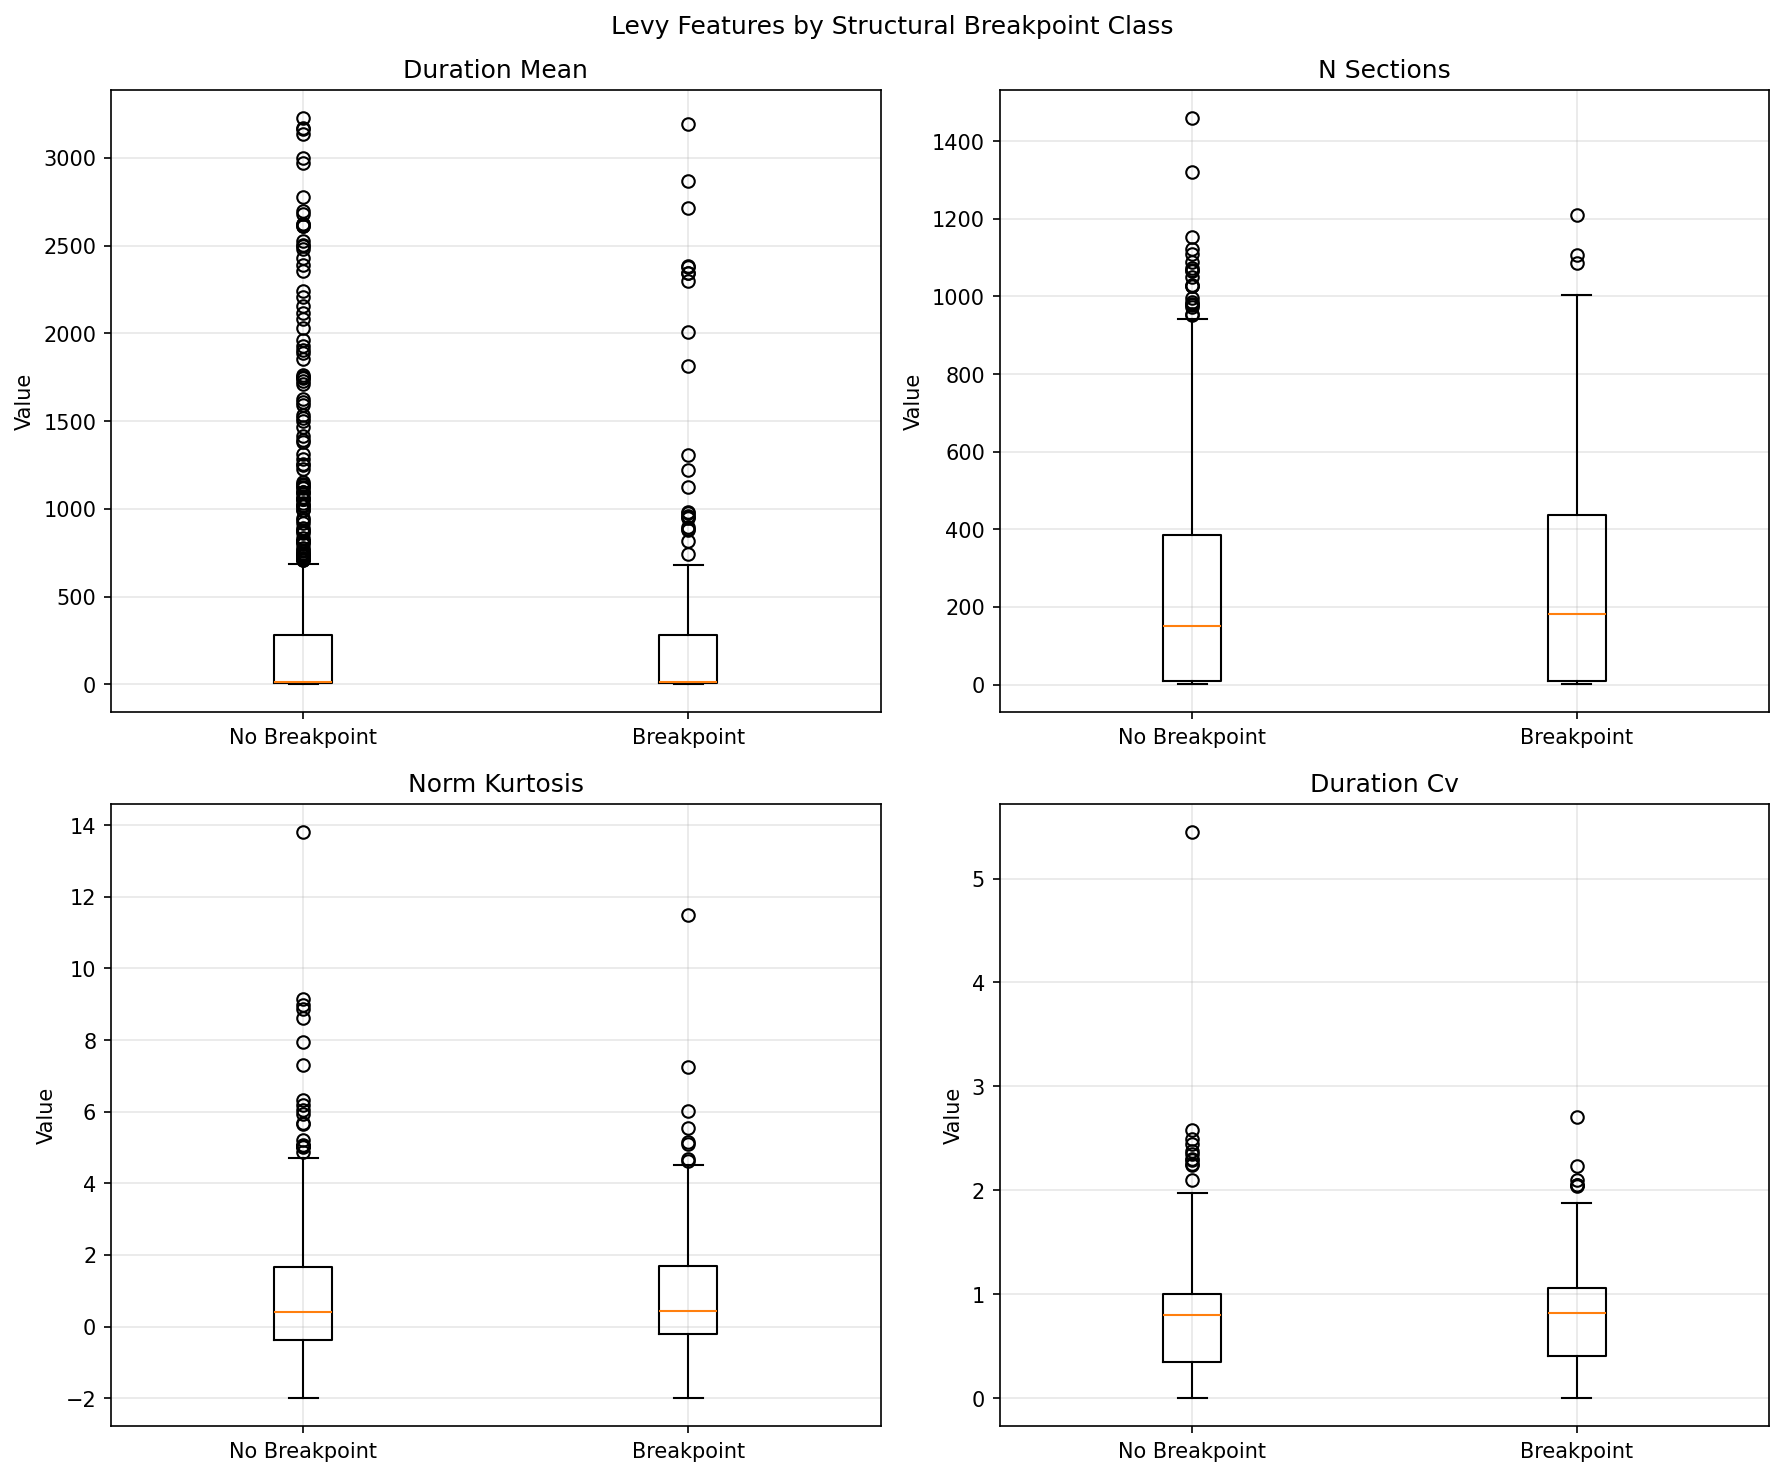 Levy Features by Structural Breakpoint Class
Duration Mean
Value
3000
2500
2000
1500
1000
500
0
No Breakpoint
Breakpoint
N Sections
Value
1400
1200
1000
800
600
400
200
0
No Breakpoint
Breakpoint
Norm Kurtosis
Value
14
12
10
8
6
4
2
0
−2
No Breakpoint
Breakpoint
Duration Cv
Value
5
4
3
2
1
0
No Breakpoint
Breakpoint